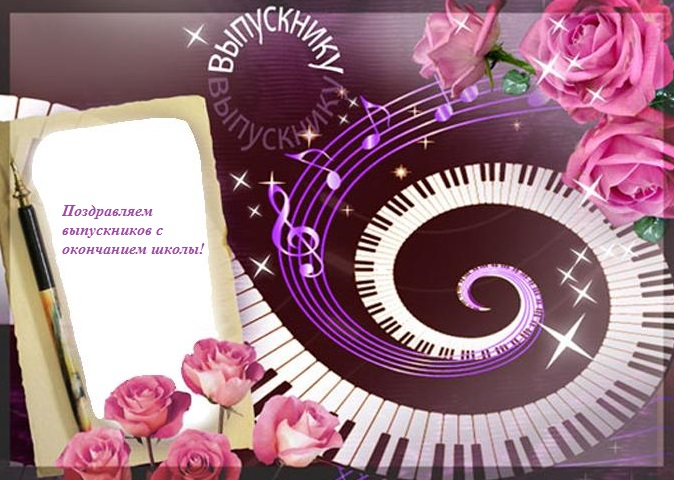 ВЫПУСКНИКУ
ВЫПУСКНИКУ
Поздравляем
выпускников с
окончанием школы!